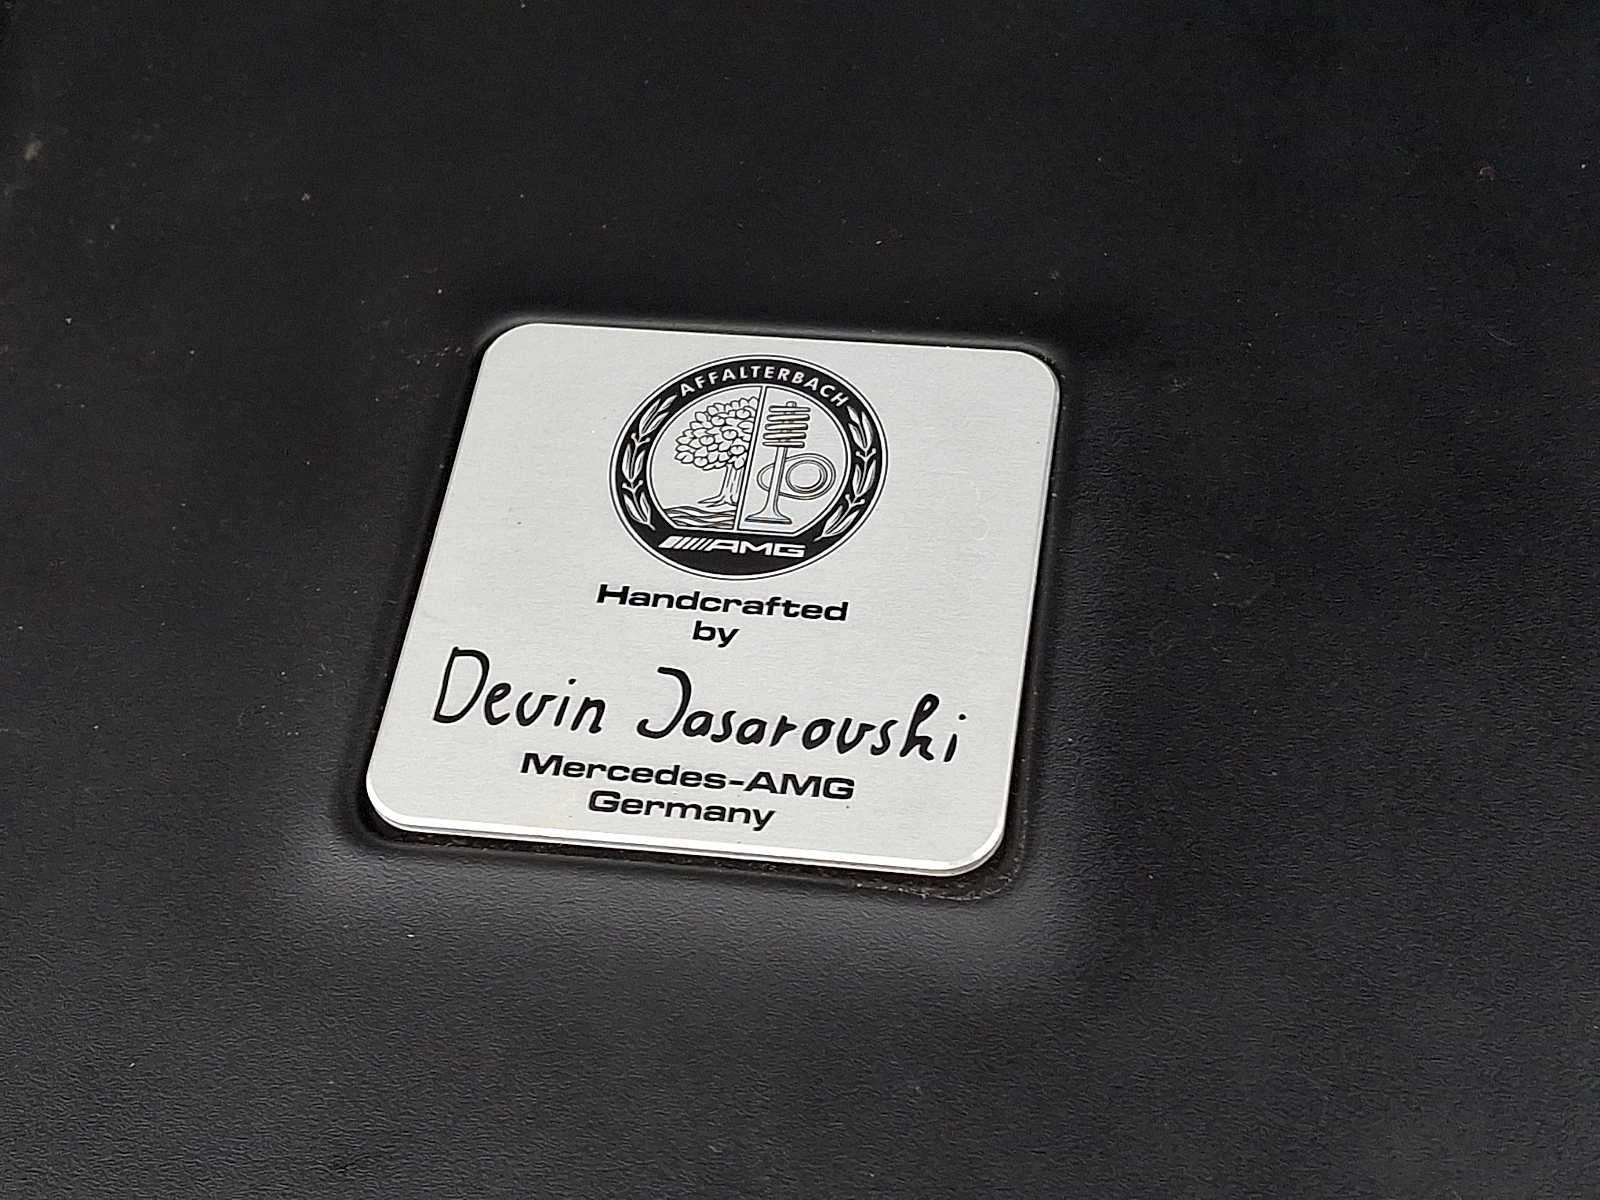 AFFALTERBACH
AMG
Handcrafted
by
Devin Jasarovski
Mercedes-AMG
Germany